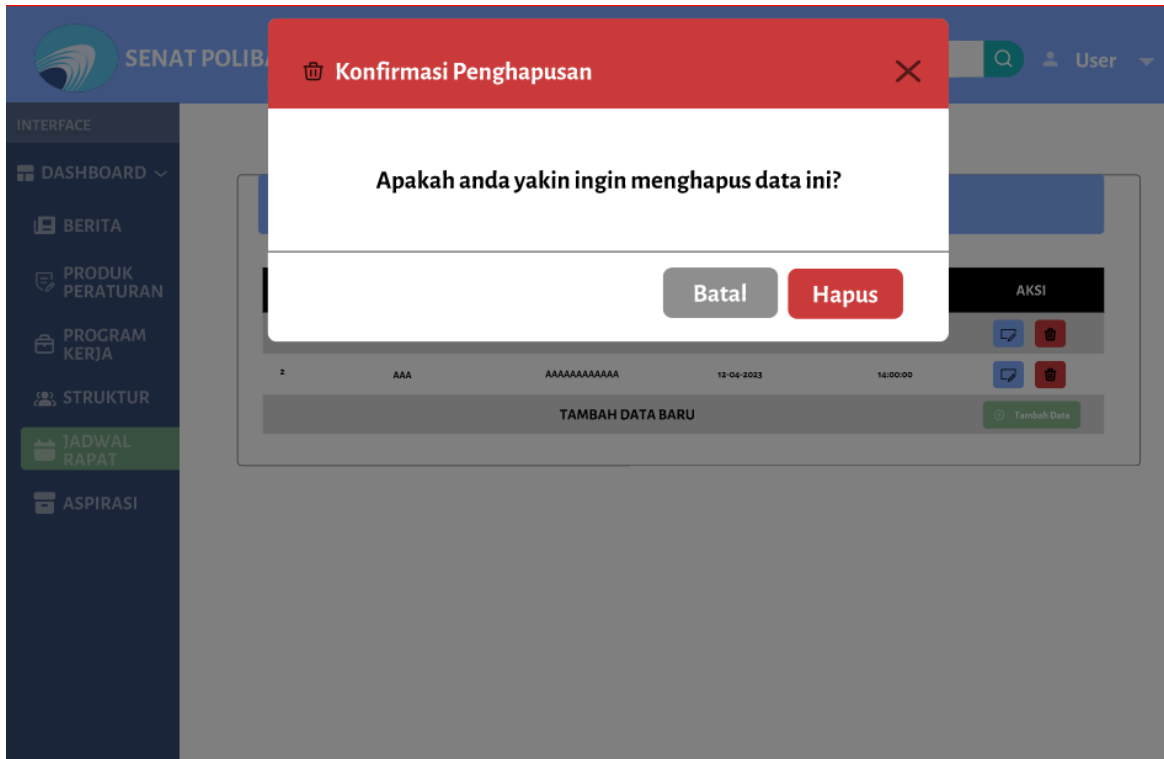 SENAT POLIBA
User
Konfirmasi Penghapusan
Apakah anda yakin ingin menghapus data ini?
Batal
Hapus
INTERFACE
DASHBOARD
BERITA
PRODUK
PERATURAN
PROGRAM
KERJA
STRUKTUR
JADWAL
RAPAT
ASPIRASI
AKSI
2 AAA AAAAAAAAAAAA 12-04-2023 14:00:00
TAMBAH DATA BARU
Tambah Data